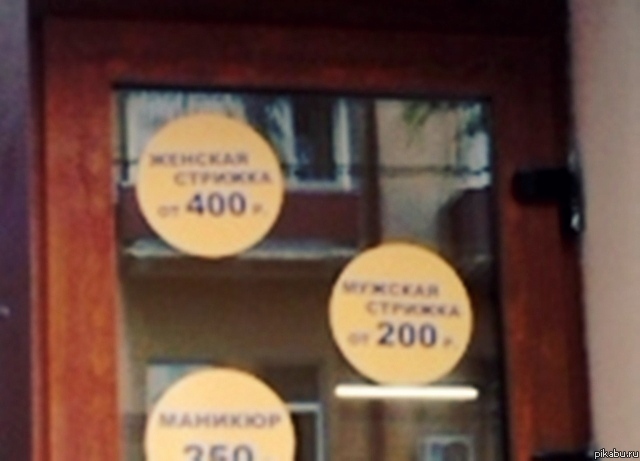 ЖЕНСКАЯ
СТРИЖКА
ОТ 400 Р.
МУЖСКАЯ
СТРИЖКА
ОТ 200 Р.
МАНИКЮР
pikabu.ru